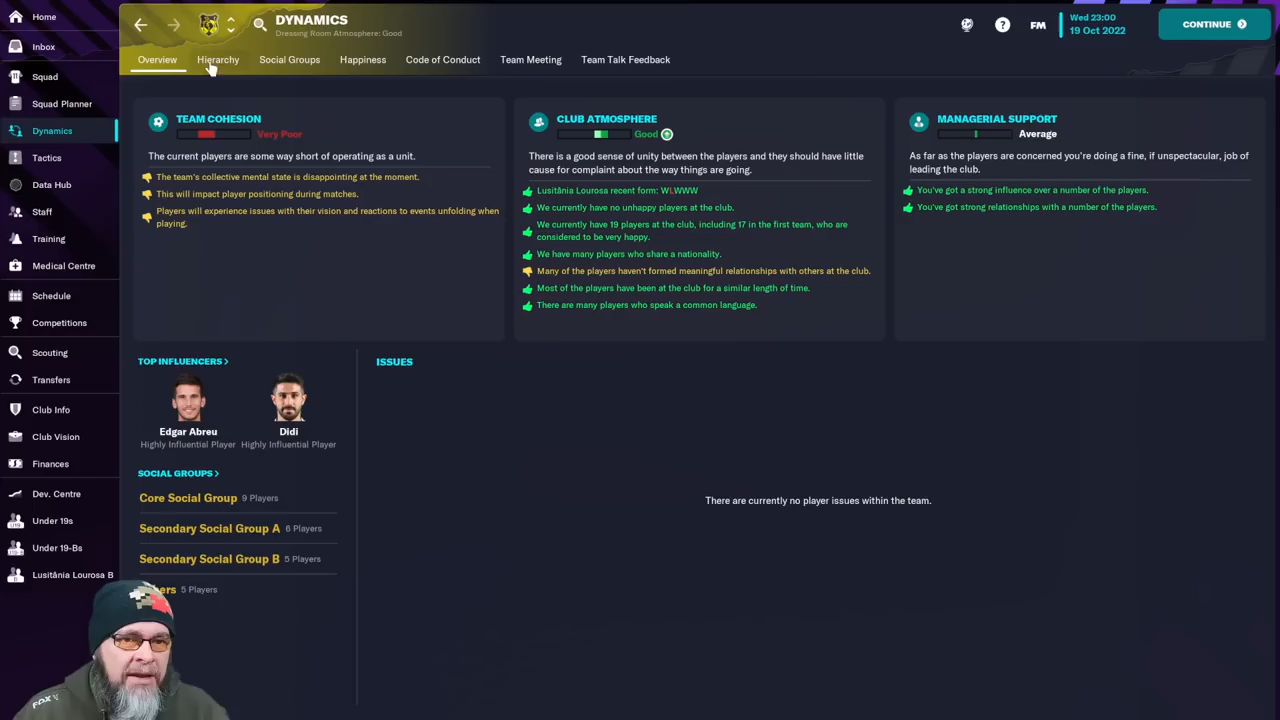 Home
Inbox
Squad
Squad Planner
Dynamics
Tactics
Data Hub
Staff
Training
Medical Centre
Schedule
Competitions
Scouting
Transfers
Club Info
Club Vision
Finances
Dev. Centre
Under 19s
Under 19-Bs
Lusitânia Lourosa B
DYNAMICS
Dressing Room Atmosphere: Good
?
FM
Wed 23:00
19 Oct 2022
CONTINUE
Overview
Hierarchy
Social Groups
Happiness
Code of Conduct
Team Meeting
Team Talk Feedback
TEAM COHESION
Very Poor
The current players are some way short of operating as a unit.
The team's collective mental state is disappointing at the moment.
This will impact player positioning during matches.
Players will experience issues with their vision and reactions to events unfolding when
playing.
CLUB ATMOSPHERE
Good
There is a good sense of unity between the players and they should have little
cause for complaint about the way things are going.
Lusitânia Lourosa recent form: WLWWW
We currently have no unhappy players at the club.
We currently have 19 players at the club, including 17 in the first team, who are
considered to be very happy.
We have many players who share a nationality.
Many of the players haven't formed meaningful relationships with others at the club.
Most of the players have been at the club for a similar length of time.
There are many players who speak a common language.
MANAGERIAL SUPPORT
Average
As far as the players are concerned you're doing a fine, if unspectacular, job of
leading the club.
You've got a strong influence over a number of the players.
You've got strong relationships with a number of the players.
TOP INFLUENCERS >
Edgar Abreu
Highly Influential Player
Didi
Highly Influential Player
SOCIAL GROUPS >
Core Social Group 9 Players
Secondary Social Group A 6 Players
Secondary Social Group B 5 Players
5 Players
ISSUES
There are currently no player issues within the team.
FOX